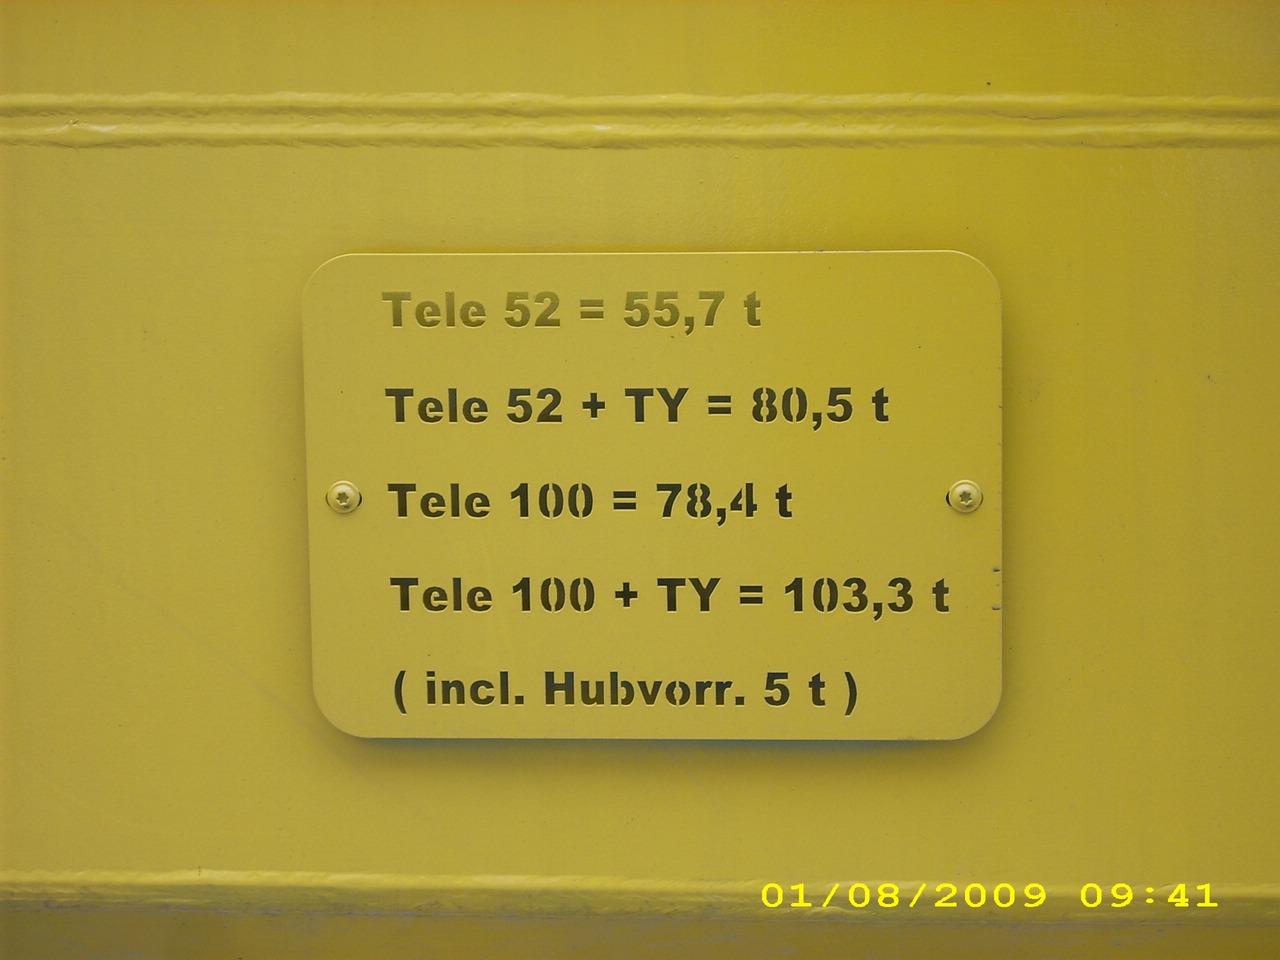 Tele 52 = 55,7 t
Tele 52 + TY = 80,5 t
Tele 100 = 78,4 t
Tele 100 + TY = 103,3 t
( incl. Hubvorr. 5 t )
01/08/2009 09:41